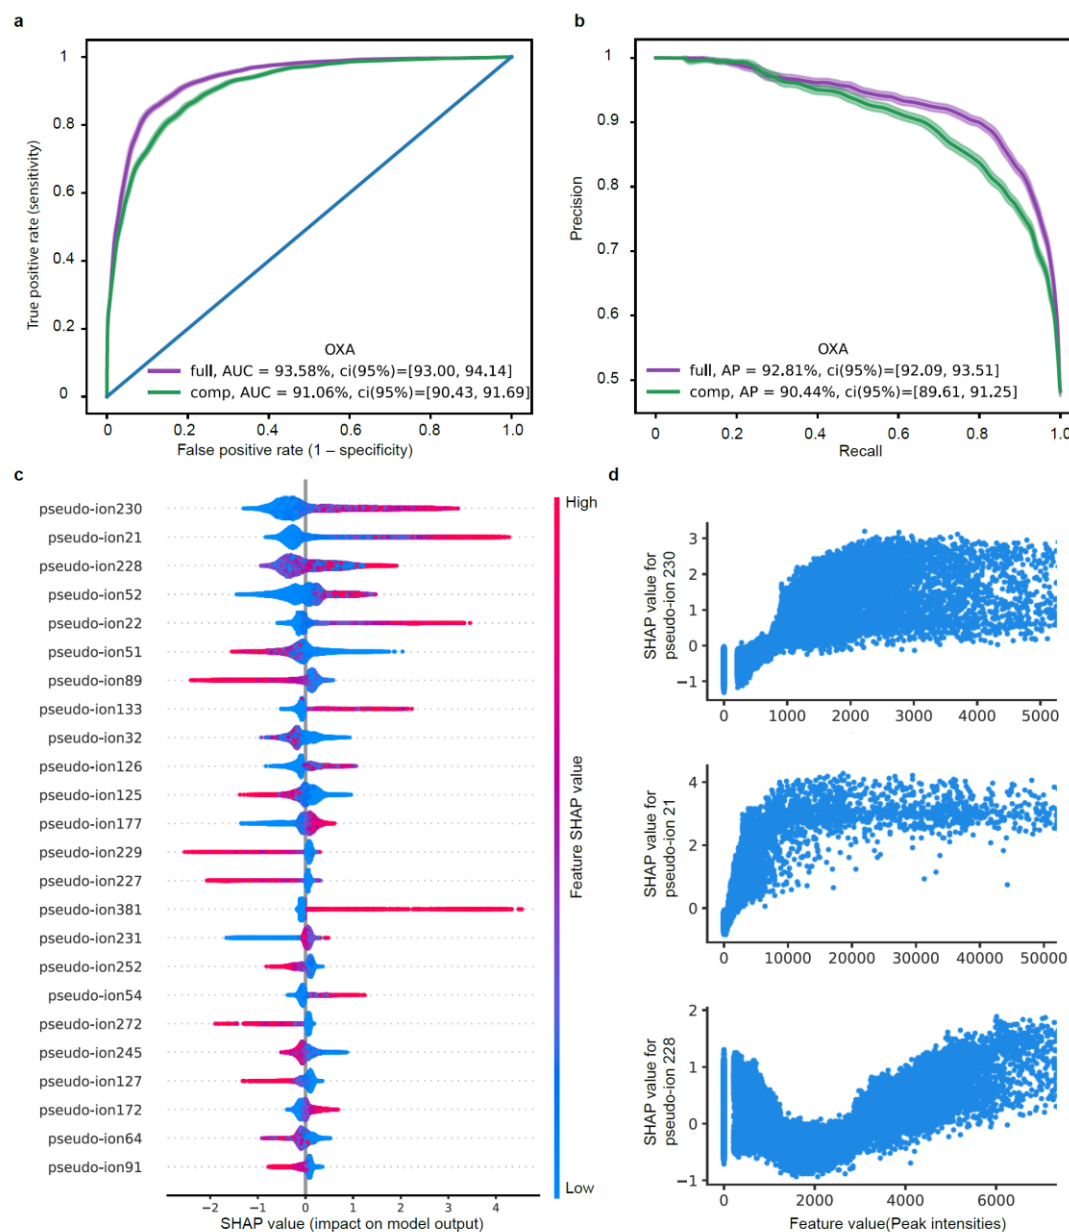 a
1
0.8
0.6
0.4
0.2
0
True positive rate (sensitivity)
OXA
full, AUC = 93.58%, ci(95%)=[93.00, 94.14]
comp, AUC = 91.06%, ci(95%)=[90.43, 91.69]
0 0.2 0.4 0.6 0.8 1.0
False positive rate (1 – specificity)
b
1
0.9
0.8
0.7
0.6
0.5
Precision
OXA
full, AP = 92.81%, ci(95%)=[92.09, 93.51]
comp, AP = 90.44%, ci(95%)=[89.61, 91.25]
0 0.2 0.4 0.6 0.8 1.0
Recall
c
pseudo-ion230
pseudo-ion21
pseudo-ion228
pseudo-ion52
pseudo-ion22
pseudo-ion51
pseudo-ion89
pseudo-ion133
pseudo-ion32
pseudo-ion126
pseudo-ion125
pseudo-ion177
pseudo-ion229
pseudo-ion227
pseudo-ion381
pseudo-ion231
pseudo-ion252
pseudo-ion54
pseudo-ion272
pseudo-ion245
pseudo-ion127
pseudo-ion172
pseudo-ion64
pseudo-ion91
−2 −1 0 1 2 3 4
SHAP value (impact on model output)
High
Feature SHAP value
Low
d
SHAP value for
pseudo-ion 230
3
2
1
0
−1
0 1000 2000 3000 4000 5000
SHAP value for
pseudo-ion 21
4
2
0
0 10000 20000 30000 40000 50000
SHAP value for
pseudo-ion 228
2
1
0
−1
0 2000 4000 6000
Feature value(Peak intensities)